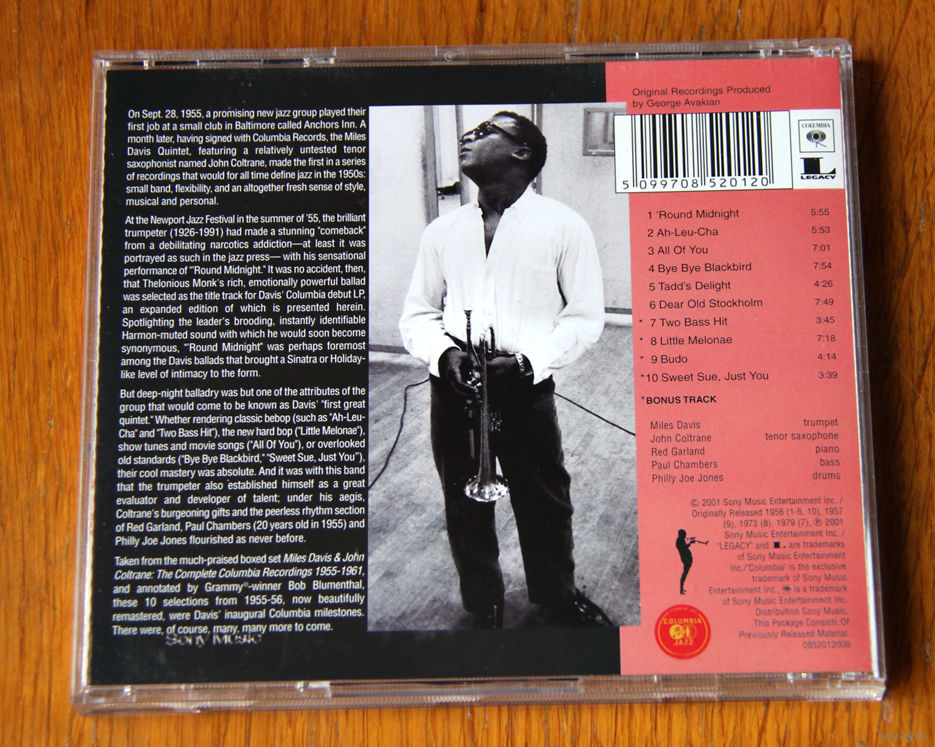 On Sept. 28, 1955, a promising new jazz group played their
first job at a small club in Baltimore called Anchors Inn. A
month later, having signed with Columbia Records, the Miles
Davis Quintet, featuring a relatively untested tenor
saxophonist named John Coltrane, made the first in a series
of recordings that would for all time define jazz in the 1950s:
small band, flexibility, and an altogether fresh sense of style,
musical and personal.
At the Newport Jazz Festival in the summer of '55, the brilliant
trumpeter (1926-1991) had made a stunning "comeback"
from a debilitating narcotics addiction—at least it was
portrayed as such in the jazz press— with his sensational
performance of "'Round Midnight." It was no accident, then,
that Thelonious Monk's rich, emotionally powerful ballad
was selected as the title track for Davis' Columbia debut LP,
an expanded edition of which is presented herein.
Spotlighting the leader's brooding, instantly identifiable
Harmon-muted sound with which he would soon become
synonymous, "'Round Midnight" was perhaps foremost
among the Davis ballads that brought a Sinatra or Holiday-
like level of intimacy to the form.
But deep-night balladry was but one of the attributes of the
group that would come to be known as Davis' "first great
quintet." Whether rendering classic bebop (such as "Ah-Leu-
Cha" and "Two Bass Hit"), the new hard bop ("Little Melonae"),
show tunes and movie songs ("All Of You"), or overlooked
old standards ("Bye Bye Blackbird," "Sweet Sue, Just You"),
their cool mastery was absolute. And it was with this band
that the trumpeter also established himself as a great
evaluator and developer of talent; under his aegis,
Coltrane's burgeoning gifts and the peerless rhythm section
of Red Garland, Paul Chambers (20 years old in 1955) and
Philly Joe Jones flourished as never before.
Taken from the much-praised boxed set Miles Davis & John
Coltrane: The Complete Columbia Recordings 1955-1961,
and annotated by Grammy®-winner Bob Blumenthal,
these 10 selections from 1955-56, now beautifully
remastered, were Davis' inaugural Columbia milestones.
There were, of course, many, many more to come.
Sony Music
Original Recordings Produced
by George Avakian
5 099708 520120
COLUMBIA
L
LEGACY
1 'Round Midnight 5:55
2 Ah-Leu-Cha 5:53
3 All Of You 7:01
4 Bye Bye Blackbird 7:54
5 Tadd's Delight 4:26
6 Dear Old Stockholm 7:49
* 7 Two Bass Hit 3:45
* 8 Little Melonae 7:18
* 9 Budo 4:14
*10 Sweet Sue, Just You 3:39
*BONUS TRACK
Miles Davis trumpet
John Coltrane tenor saxophone
Red Garland piano
Paul Chambers bass
Philly Joe Jones drums
© 2001 Sony Music Entertainment Inc. /
Originally Released 1956 (1-6, 10), 1957
(9), 1973 (8), 1979 (7), ℗ 2001
Sony Music Entertainment Inc. /
"LEGACY" and L are trademarks
of Sony Music Entertainment
Inc./"Columbia" is the exclusive
trademark of Sony Music
Entertainment Inc., is a trademark
of Sony Music Entertainment Inc.
Distribution Sony Music.
This Package Consists Of
Previously Released Material.
0852012000
COLUMBIA
JAZZ